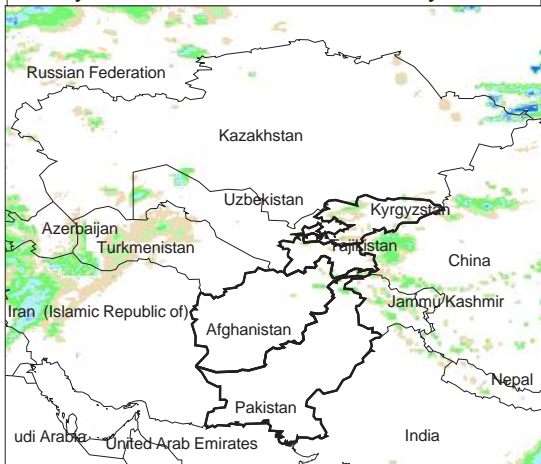 Russian Federation
Kazakhstan
Uzbekistan
Kyrgyzstan
Azerbaijan
Turkmenistan
Tajikistan
China
Iran (Islamic Republic of)
Jammu Kashmir
Afghanistan
Nepal
Pakistan
udi Arabia
United Arab Emirates
India